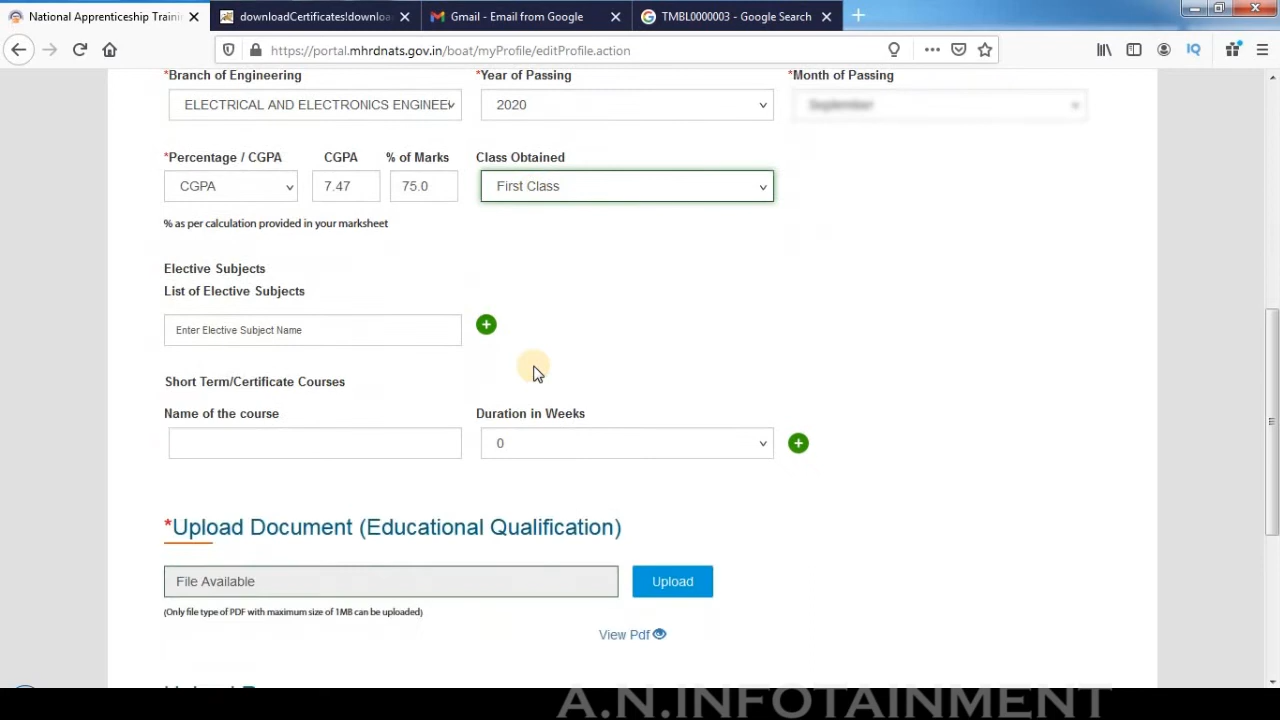 National Apprenticeship Traini
downloadCertificates!downloa
Gmail - Email from Google
TMBL0000003 - Google Search
https://portal.mhrdnats.gov.in/boat/myProfile/editProfile.action
IQ
*Branch of Engineering
*Year of Passing
*Month of Passing
ELECTRICAL AND ELECTRONICS ENGINEE
2020
September
*Percentage / CGPA
CGPA
% of Marks
Class Obtained
CGPA
7.47
75.0
First Class
% as per calculation provided in your marksheet
Elective Subjects
List of Elective Subjects
Enter Elective Subject Name
Short Term/Certificate Courses
Name of the course
Duration in Weeks
0
*Upload Document (Educational Qualification)
File Available
Upload
(Only file type of PDF with maximum size of 1MB can be uploaded)
View Pdf
A.N.INFOTAINMENT